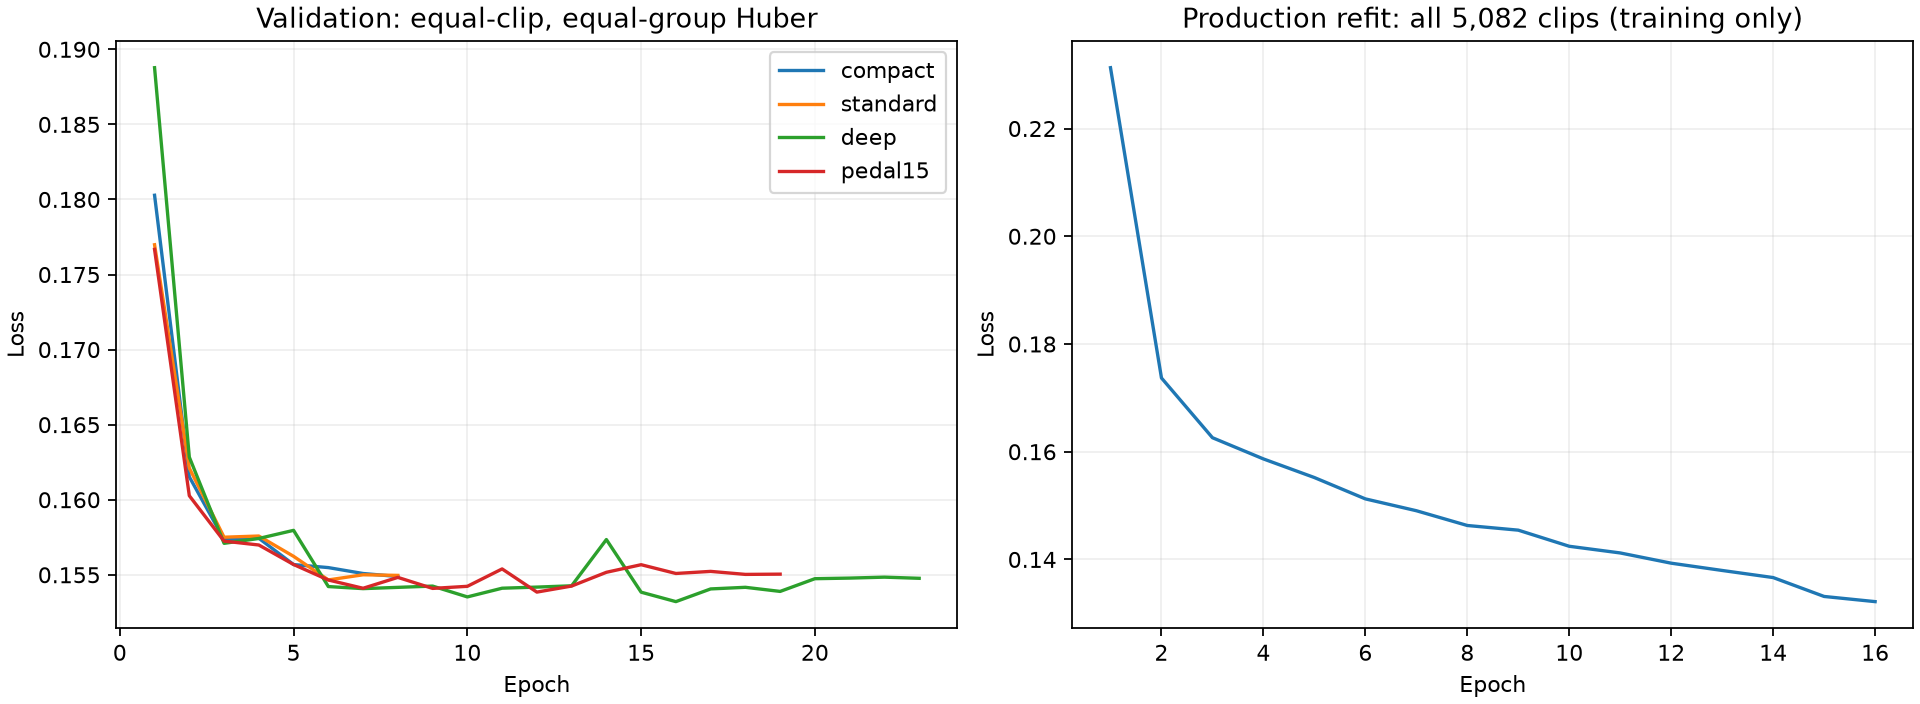 Validation: equal-clip, equal-group Huber
0.190
0.185
0.180
0.175
0.170
0.165
0.160
0.155
Loss
0
5
10
15
20
Epoch
compact
standard
deep
pedal15
Production refit: all 5,082 clips (training only)
0.22
0.20
0.18
0.16
0.14
Loss
2
4
6
8
10
12
14
16
Epoch